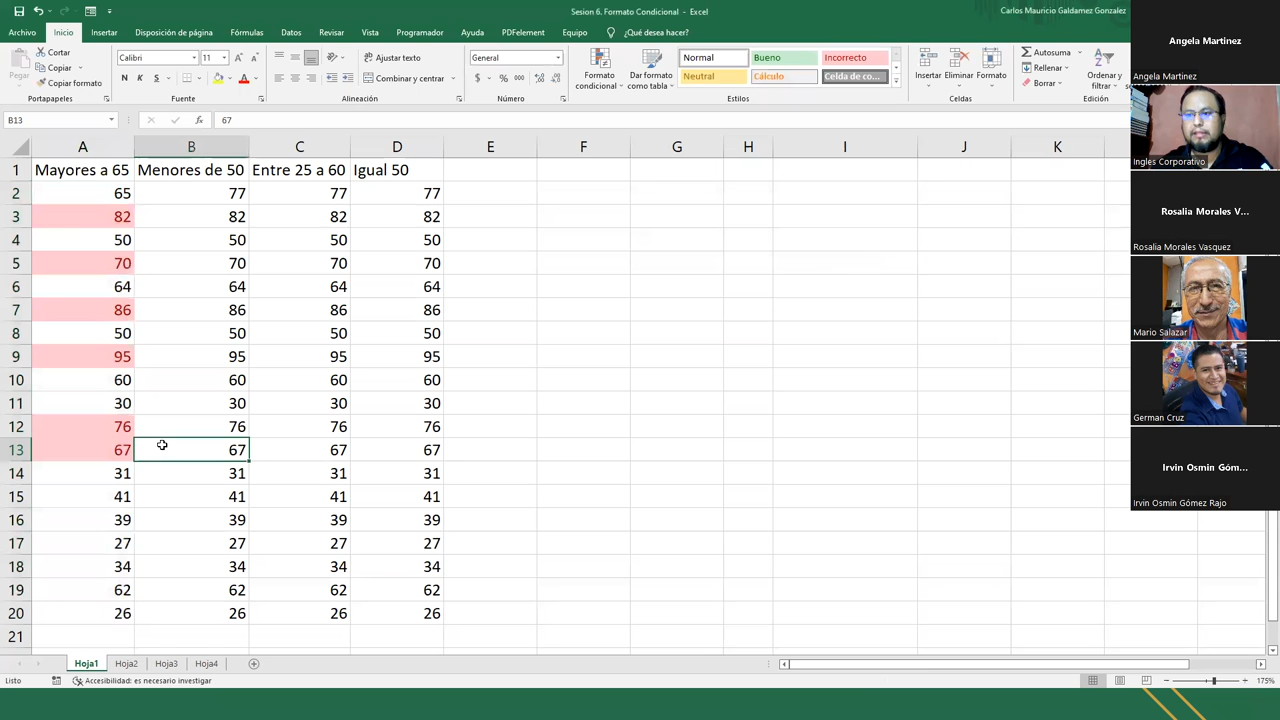 Sesion 6. Formato Condicional - Excel
Carlos Mauricio Galdamez Gonzalez
Archivo Inicio Insertar Disposición de página Fórmulas Datos Revisar Vista Programador Ayuda PDFelement Equipo ¿Qué desea hacer?
Pegar
Cortar
Copiar
Copiar formato
Portapapeles
Calibri 11
N K S
Fuente
Ajustar texto
Combinar y centrar
Alineación
General
$ % 000
Número
Formato condicional
Dar formato como tabla
Normal Bueno Incorrecto
Neutral Cálculo Celda de co...
Estilos
Insertar Eliminar Formato
Celdas
Autosuma
Rellenar
Borrar
Ordenar y filtrar
Edición
B13 fx 67
A B C D E F G H I J K
1 Mayores a 65 Menores de 50 Entre 25 a 60 Igual 50
2 65 77 77 77
3 82 82 82 82
4 50 50 50 50
5 70 70 70 70
6 64 64 64 64
7 86 86 86 86
8 50 50 50 50
9 95 95 95 95
10 60 60 60 60
11 30 30 30 30
12 76 76 76 76
13 67 67 67 67
14 31 31 31 31
15 41 41 41 41
16 39 39 39 39
17 27 27 27 27
18 34 34 34 34
19 62 62 62 62
20 26 26 26 26
21
Hoja1 Hoja2 Hoja3 Hoja4
Listo Accesibilidad: es necesario investigar 175%
Angela Martinez
Angela Martinez
Ingles Corporativo
Rosalia Morales V...
Rosalia Morales Vasquez
Mario Salazar
German Cruz
Irvin Osmin Góm...
Irvin Osmin Gómez Rajo